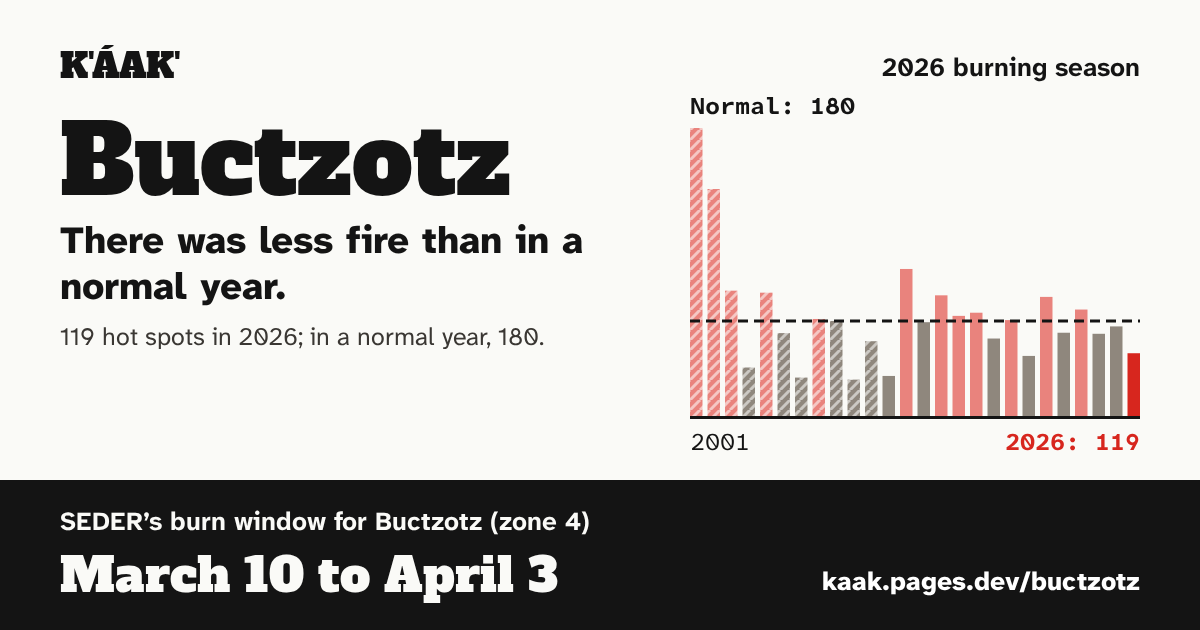 K'ÁAK'
Buctzotz
There was less fire than in a
normal year.
119 hot spots in 2026; in a normal year, 180.
2026 burning season
Normal: 180
2001
2026: 119
SEDER’s burn window for Buctzotz (zone 4)
March 10 to April 3
kaak.pages.dev/buctzotz